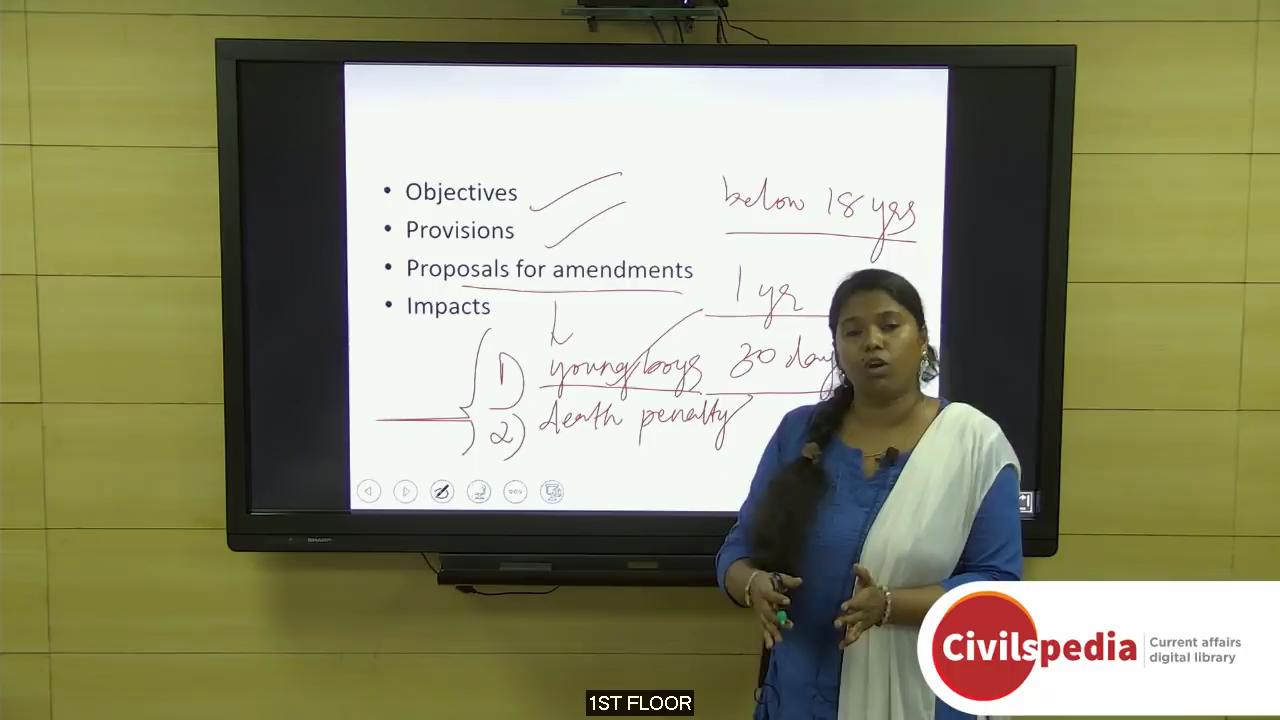 • Objectives
• Provisions
• Proposals for amendments
• Impacts
below 18 yrs
1 yr
1) young boys
30 day
2) death penalty
SHARP
Civilspedia
Current affairs
digital library
1ST FLOOR